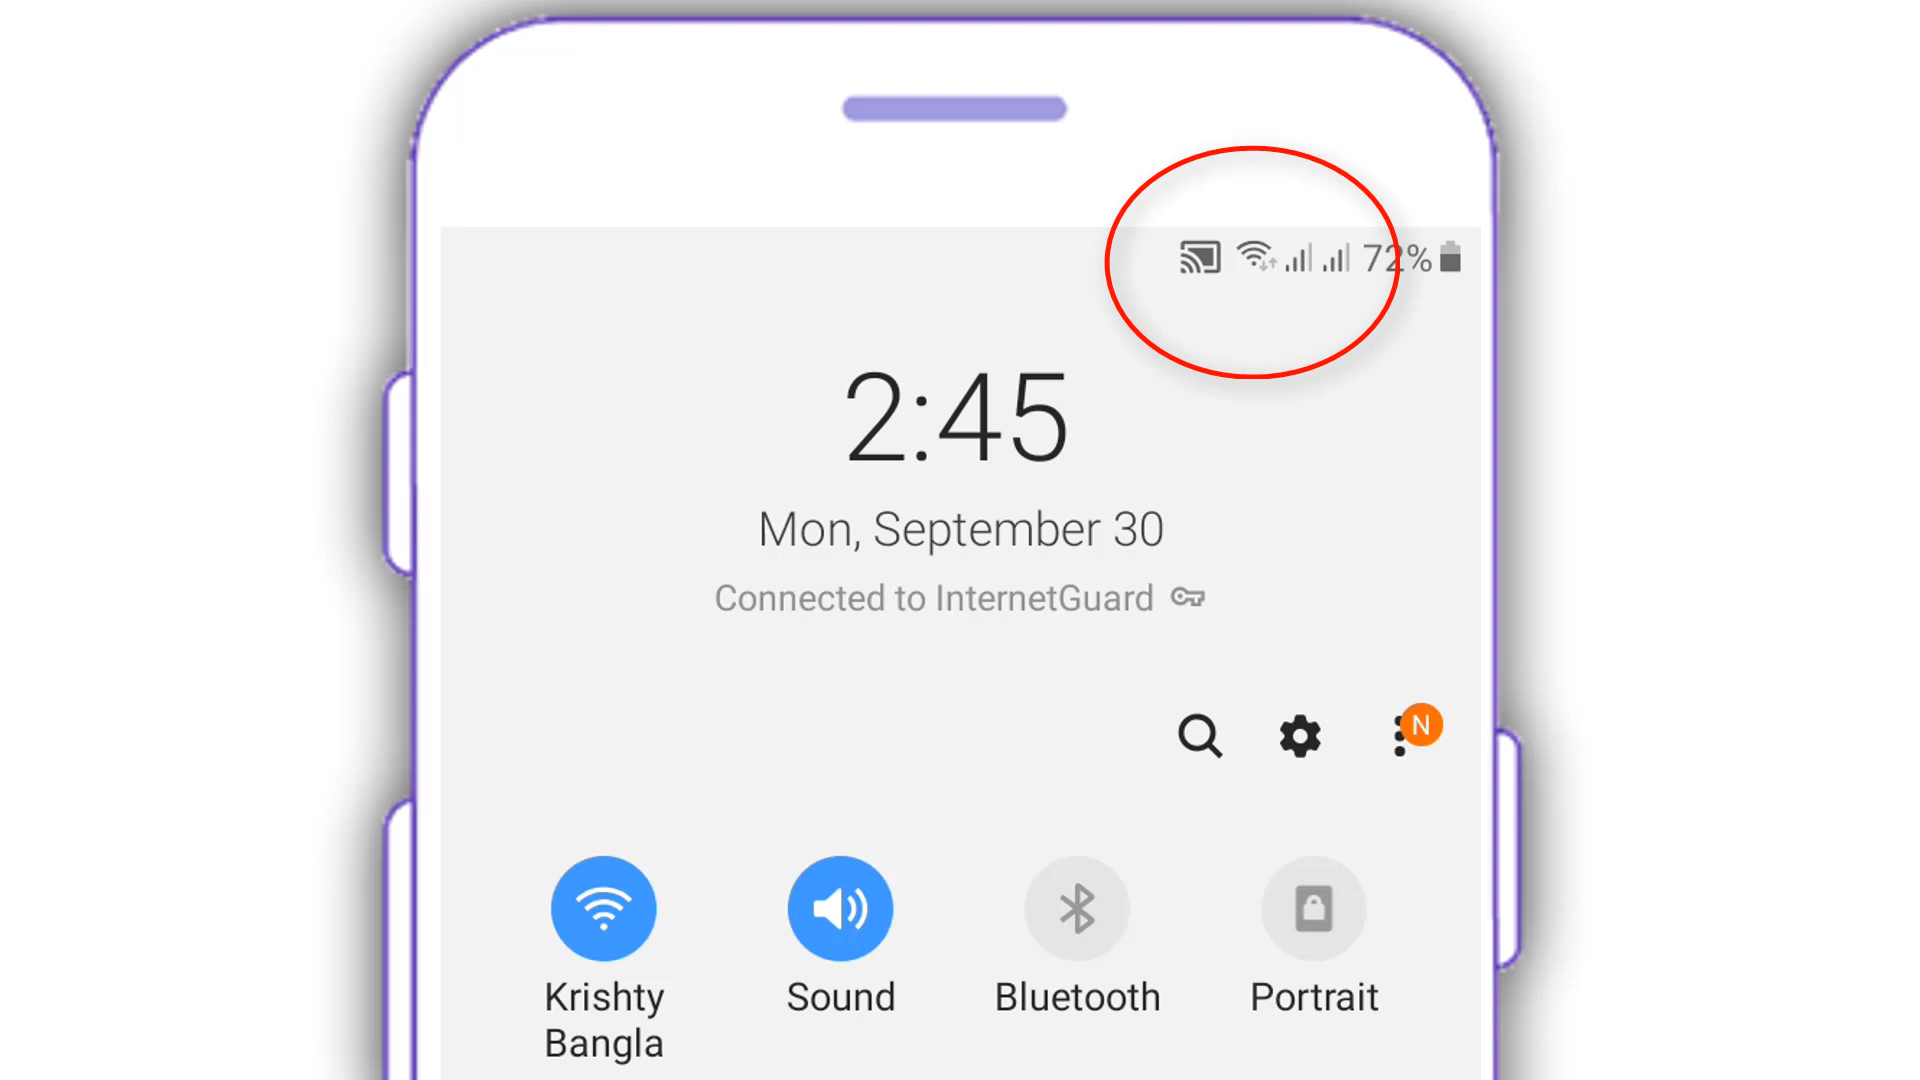 72%
2:45
Mon, September 30
Connected to InternetGuard
N
Krishty
Bangla
Sound
Bluetooth
Portrait